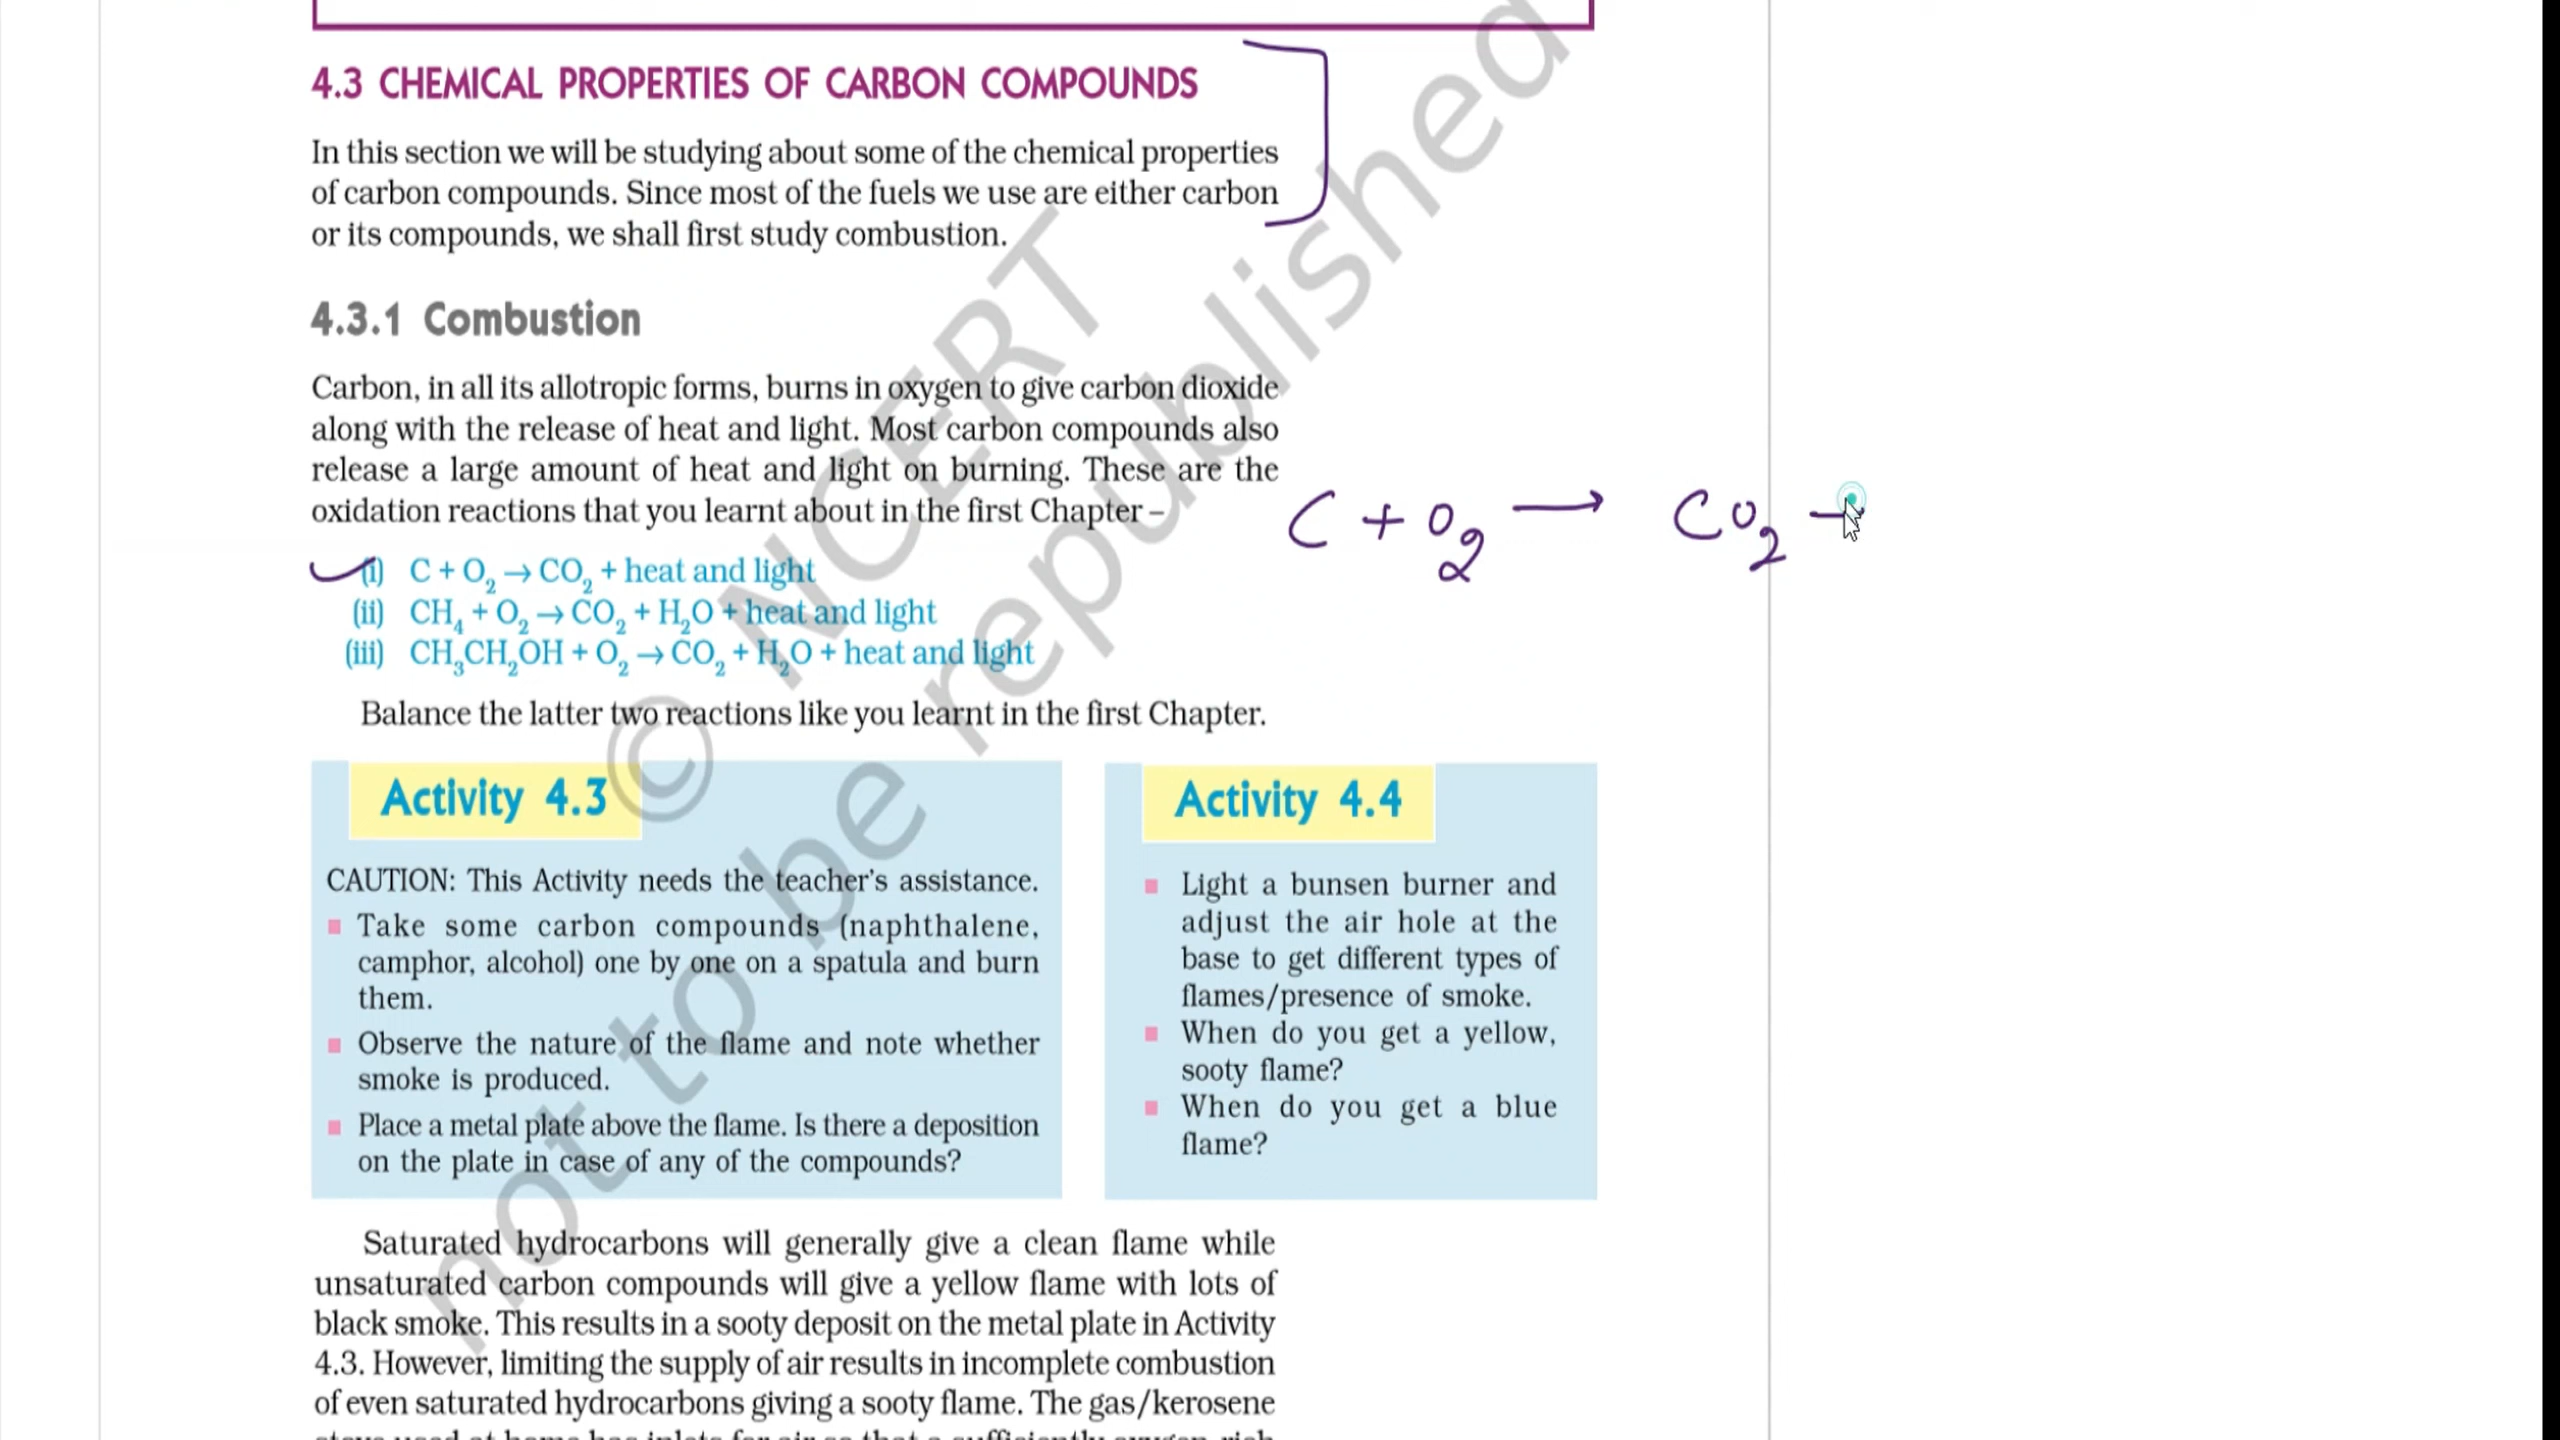 4.3 CHEMICAL PROPERTIES OF CARBON COMPOUNDS
In this section we will be studying about some of the chemical properties
of carbon compounds. Since most of the fuels we use are either carbon
or its compounds, we shall first study combustion.
4.3.1 Combustion
Carbon, in all its allotropic forms, burns in oxygen to give carbon dioxide
along with the release of heat and light. Most carbon compounds also
release a large amount of heat and light on burning. These are the
oxidation reactions that you learnt about in the first Chapter –
C + O₂ → CO₂ +
(i) C + O₂ → CO₂ + heat and light
(ii) CH₄ + O₂ → CO₂ + H₂O + heat and light
(iii) CH₃CH₂OH + O₂ → CO₂ + H₂O + heat and light
Balance the latter two reactions like you learnt in the first Chapter.
Activity 4.3
CAUTION: This Activity needs the teacher's assistance.
■ Take some carbon compounds (naphthalene,
camphor, alcohol) one by one on a spatula and burn
them.
■ Observe the nature of the flame and note whether
smoke is produced.
■ Place a metal plate above the flame. Is there a deposition
on the plate in case of any of the compounds?
Activity 4.4
■ Light a bunsen burner and
adjust the air hole at the
base to get different types of
flames/presence of smoke.
■ When do you get a yellow,
sooty flame?
■ When do you get a blue
flame?
Saturated hydrocarbons will generally give a clean flame while
unsaturated carbon compounds will give a yellow flame with lots of
black smoke. This results in a sooty deposit on the metal plate in Activity
4.3. However, limiting the supply of air results in incomplete combustion
of even saturated hydrocarbons giving a sooty flame. The gas/kerosene
© NCERT
not to be republished